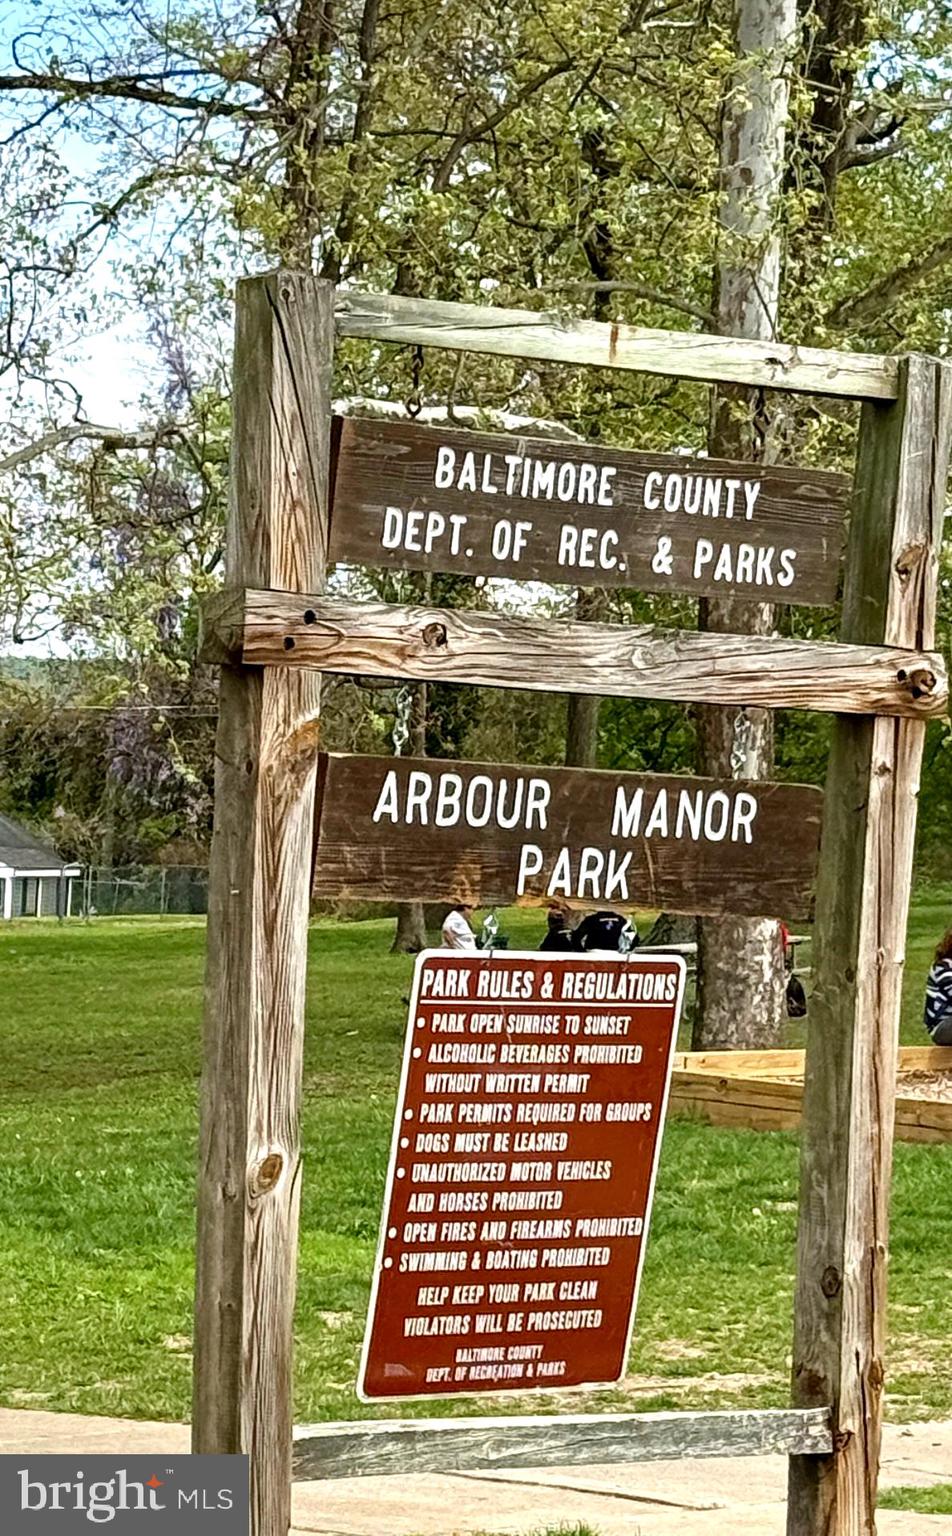 BALTIMORE COUNTY
DEPT. OF REC. & PARKS
ARBOUR MANOR
PARK
PARK RULES & REGULATIONS
• PARK OPEN SUNRISE TO SUNSET
• ALCOHOLIC BEVERAGES PROHIBITED
WITHOUT WRITTEN PERMIT
• PARK PERMITS REQUIRED FOR GROUPS
• DOGS MUST BE LEASHED
• UNAUTHORIZED MOTOR VEHICLES
AND HORSES PROHIBITED
• OPEN FIRES AND FIREARMS PROHIBITED
• SWIMMING & BOATING PROHIBITED
HELP KEEP YOUR PARK CLEAN
VIOLATORS WILL BE PROSECUTED
BALTIMORE COUNTY
DEPT. OF RECREATION & PARKS
bright™ MLS